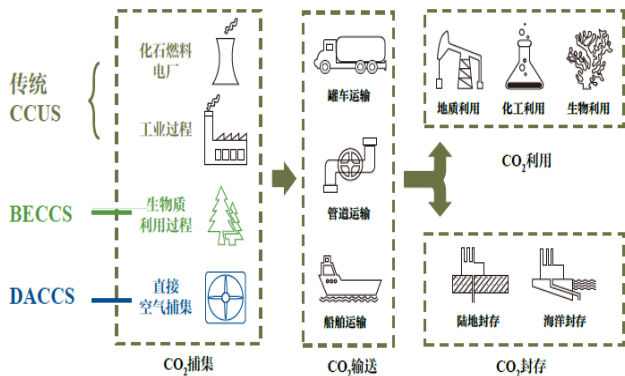 传统
CCUS
化石燃料
电厂
工业过程
BECCS
生物质
利用过程
DACCS
直接
空气捕集
CO₂捕集
罐车运输
管道运输
船舶运输
CO₂输送
地质利用
化工利用
生物利用
CO₂利用
陆地封存
海洋封存
CO₂封存